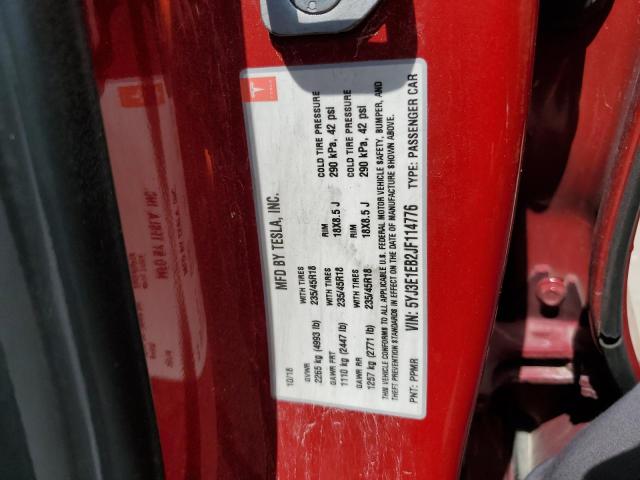 MFD BY TESLA, INC.
10/18
GVWR WITH TIRES RIM COLD TIRE PRESSURE
2265 kg (4993 lb) 235/45R18 18X8.5 J 290 kPa, 42 psi
GAWR FRT WITH TIRES RIM COLD TIRE PRESSURE
1110 kg (2447 lb) 235/45R18 18X8.5 J 290 kPa, 42 psi
GAWR RR WITH TIRES
1257 kg (2771 lb) 235/45R18
THIS VEHICLE CONFORMS TO ALL APPLICABLE U.S. FEDERAL MOTOR VEHICLE SAFETY, BUMPER, AND
THEFT PREVENTION STANDARDS IN EFFECT ON THE DATE OF MANUFACTURE SHOWN ABOVE.
VIN: 5YJ3E1EB2JF114776 TYPE: PASSENGER CAR
PNT: PPMR